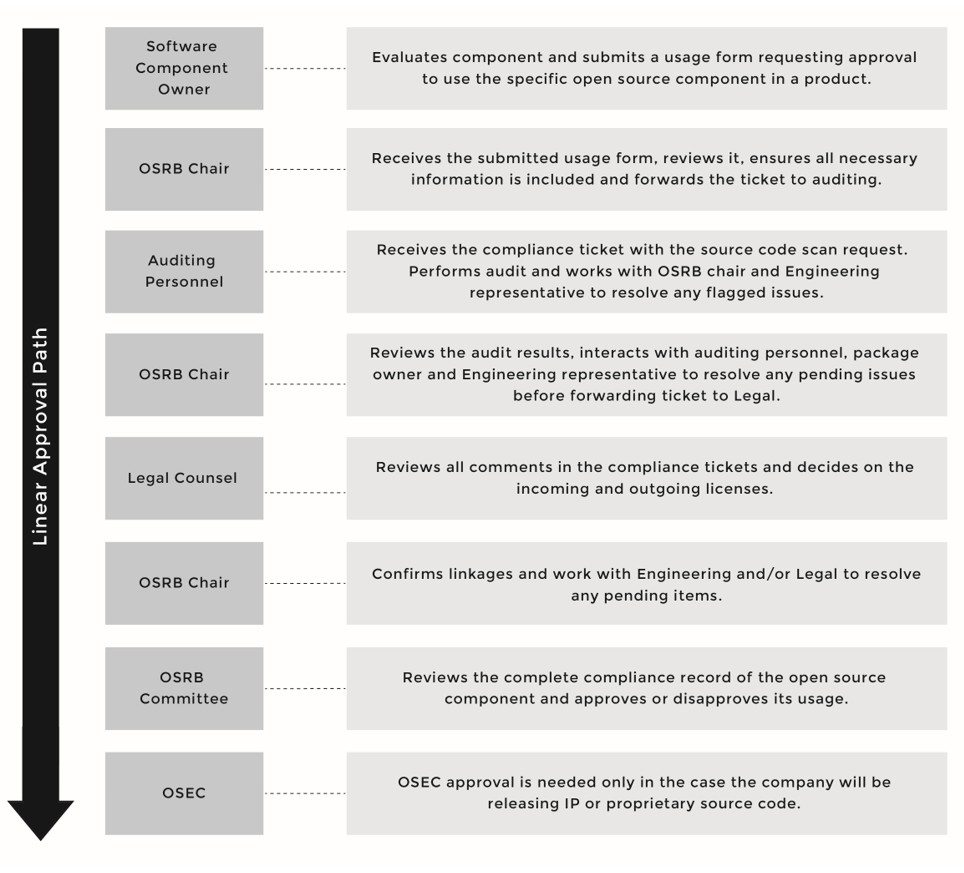 Linear Approval Path
Software
Component
Owner
Evaluates component and submits a usage form requesting approval
to use the specific open source component in a product.
OSRB Chair
Receives the submitted usage form, reviews it, ensures all necessary
information is included and forwards the ticket to auditing.
Auditing
Personnel
Receives the compliance ticket with the source code scan request.
Performs audit and works with OSRB chair and Engineering
representative to resolve any flagged issues.
OSRB Chair
Reviews the audit results, interacts with auditing personnel, package
owner and Engineering representative to resolve any pending issues
before forwarding ticket to Legal.
Legal Counsel
Reviews all comments in the compliance tickets and decides on the
incoming and outgoing licenses.
OSRB Chair
Confirms linkages and work with Engineering and/or Legal to resolve
any pending items.
OSRB
Committee
Reviews the complete compliance record of the open source
component and approves or disapproves its usage.
OSEC
OSEC approval is needed only in the case the company will be
releasing IP or proprietary source code.